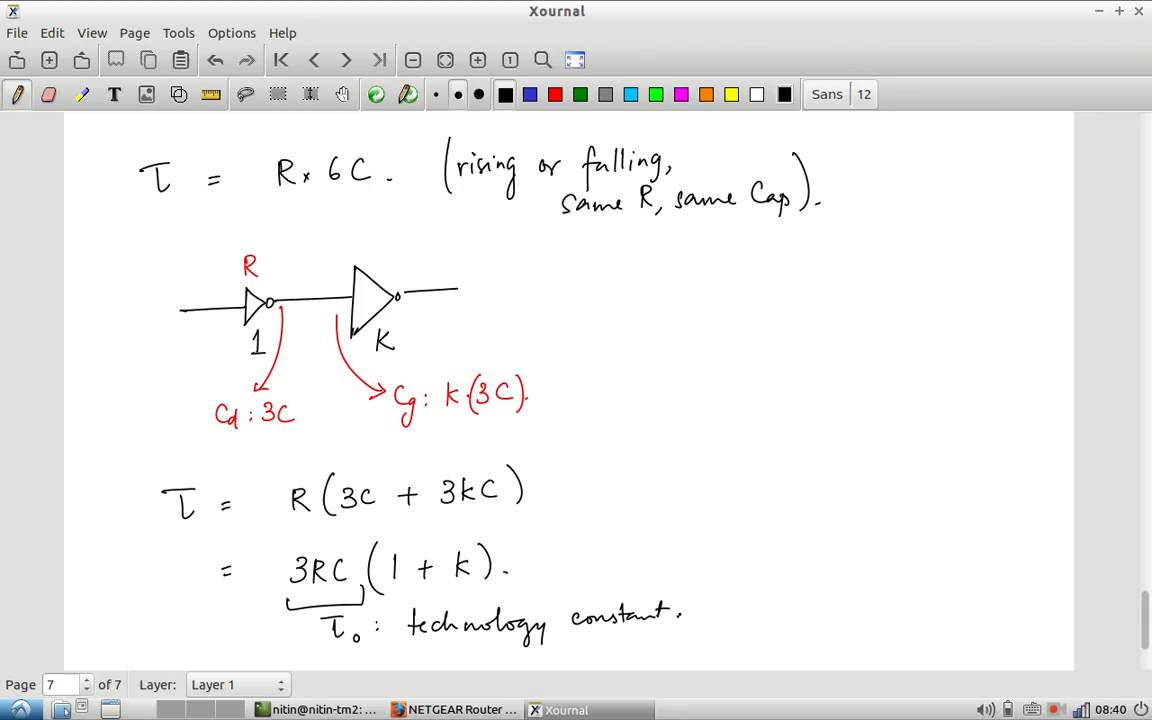 Xournal
File Edit View Page Tools Options Help
Sans 12
τ = R × 6C. (rising or falling,
same R, same Cap).
R
1
K
Cd : 3C
Cg : k.(3C).
τ = R(3C + 3kC)
= 3RC (1 + k).
τ₀ : technology constant.
Page 7 of 7 Layer: Layer 1
nitin@nitin-tm2: ... NETGEAR Router ... Xournal 08:40